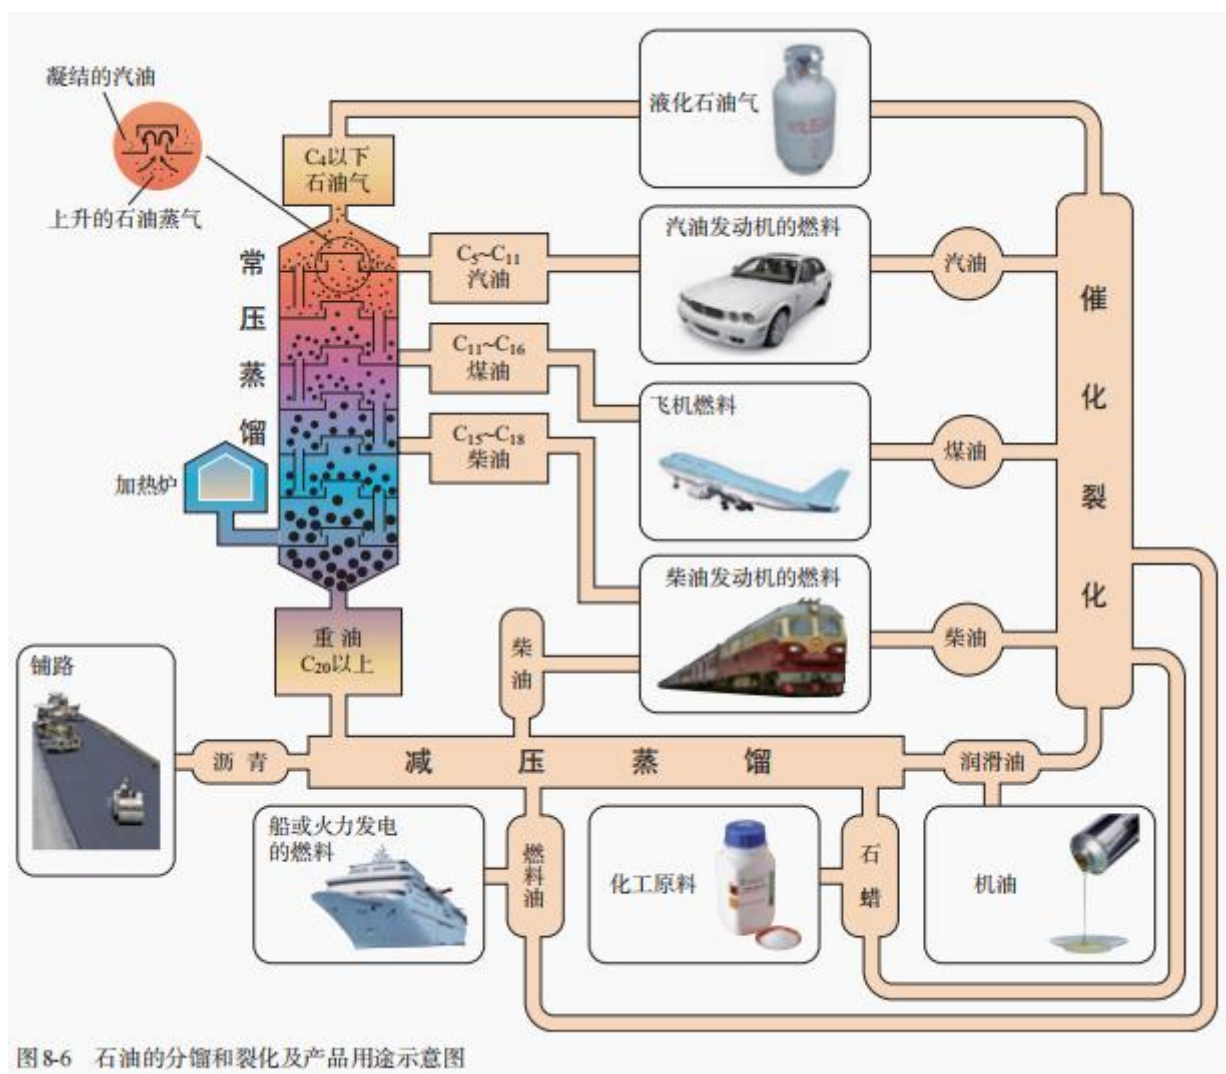 凝结的汽油
上升的石油蒸气
C₄以下
石油气
液化石油气
常压蒸馏
C₅~C₁₁
汽油
汽油发动机的燃料
汽油
C₁₁~C₁₆
煤油
飞机燃料
煤油
C₁₅~C₁₈
柴油
柴油发动机的燃料
柴油
催化裂化
加热炉
重油
C₂₀以上
铺路
沥青
柴油
减压蒸馏
润滑油
船或火力发电
的燃料
燃料油
化工原料
石蜡
机油
图8-6 石油的分馏和裂化及产品用途示意图